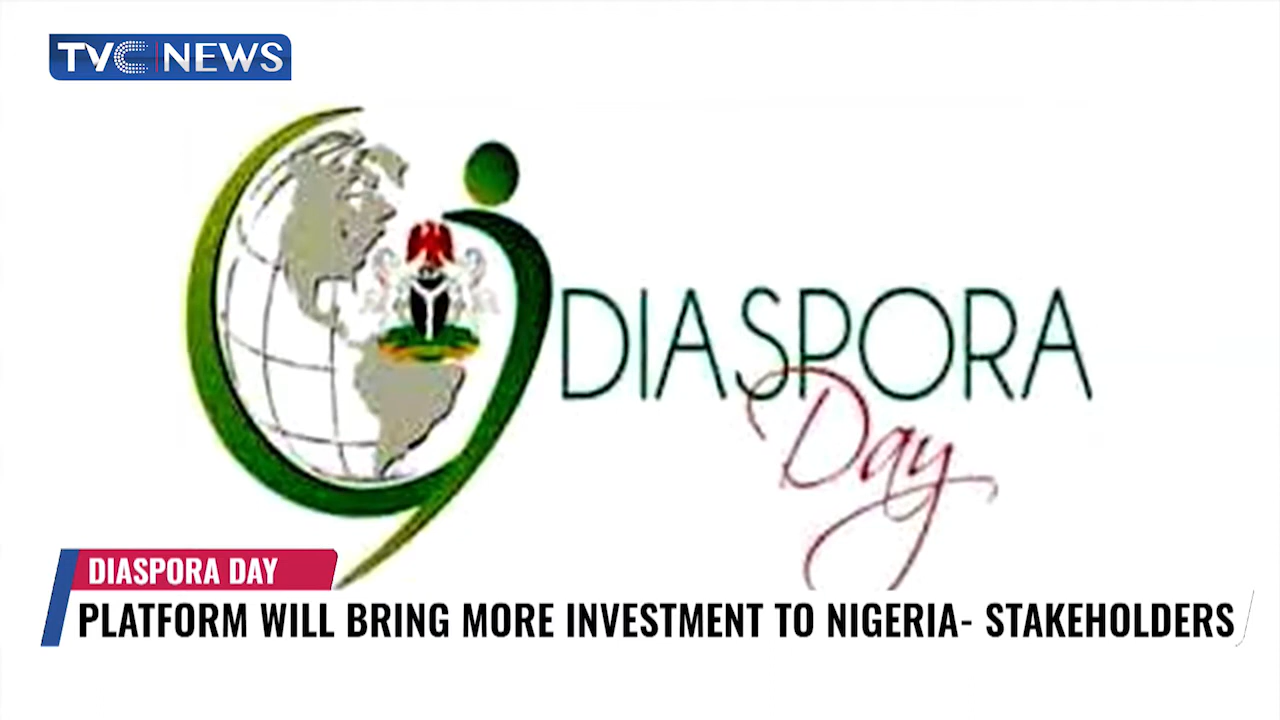 TVC NEWS
DIASPORA
Day
DIASPORA DAY
PLATFORM WILL BRING MORE INVESTMENT TO NIGERIA- STAKEHOLDERS